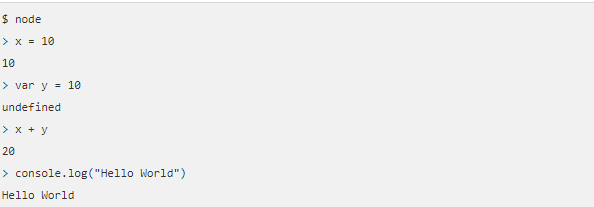 $ node
> x = 10
10
> var y = 10
undefined
> x + y
20
> console.log("Hello World")
Hello World